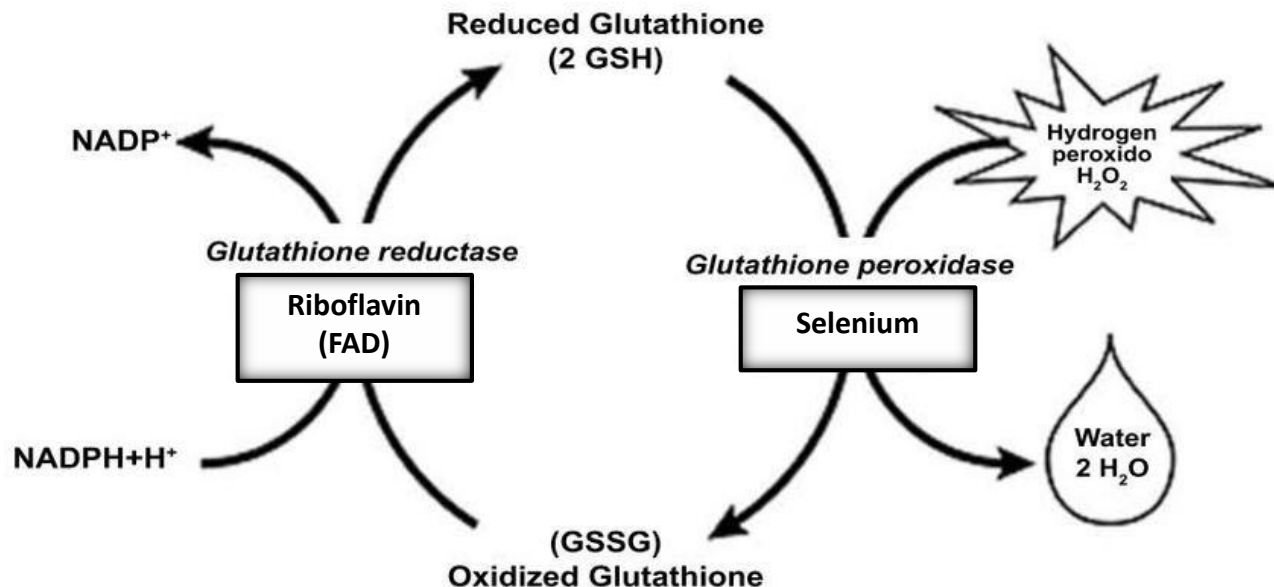 Reduced Glutathione
(2 GSH)
NADP⁺
Hydrogen
peroxido
H₂O₂
Glutathione reductase
Riboflavin
(FAD)
Glutathione peroxidase
Selenium
NADPH+H⁺
Water
2 H₂O
(GSSG)
Oxidized Glutathione